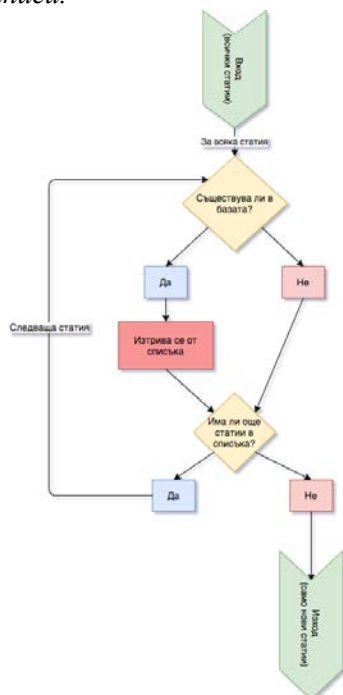 Вход
(всички статии)
За всяка статия
Съществува ли в
базата?
Да
Не
Следваща статия
Изтрива се от
списъка
Има ли още
статии в
списъка?
Да
Не
Изход
(само нови статии)